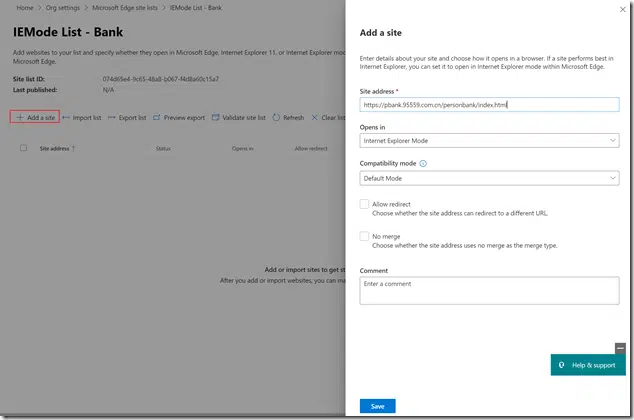 Home > Org settings > Microsoft Edge site lists > IEMode List - Bank
IEMode List - Bank
Add websites to your list and specify whether they open in Microsoft Edge, Internet Explorer 11, or Internet Explorer mo
Site list ID: 074d65e4-9c65-48a8-b067-f4d8a60c15a7
Last published: N/A
Add a site Import list Export list Preview export Validate site list Refresh Clear list
Site address ↑ Status Opens in Allow redirect
Add or import sites to get st
After you add or import websites, you can ma
Add a site
Enter details about your site and choose how it opens in a browser. If a site performs best in
Internet Explorer, you can set it to open in Internet Explorer mode within Microsoft Edge.
Site address *
https://pbank.95559.com.cn/personbank/index.html
Opens in
Internet Explorer Mode
Compatibility mode
Default Mode
Allow redirect
Choose whether the site address can redirect to a different URL.
No merge
Choose whether the site address uses no merge as the merge type.
Comment
Enter a comment
Help & support
Save